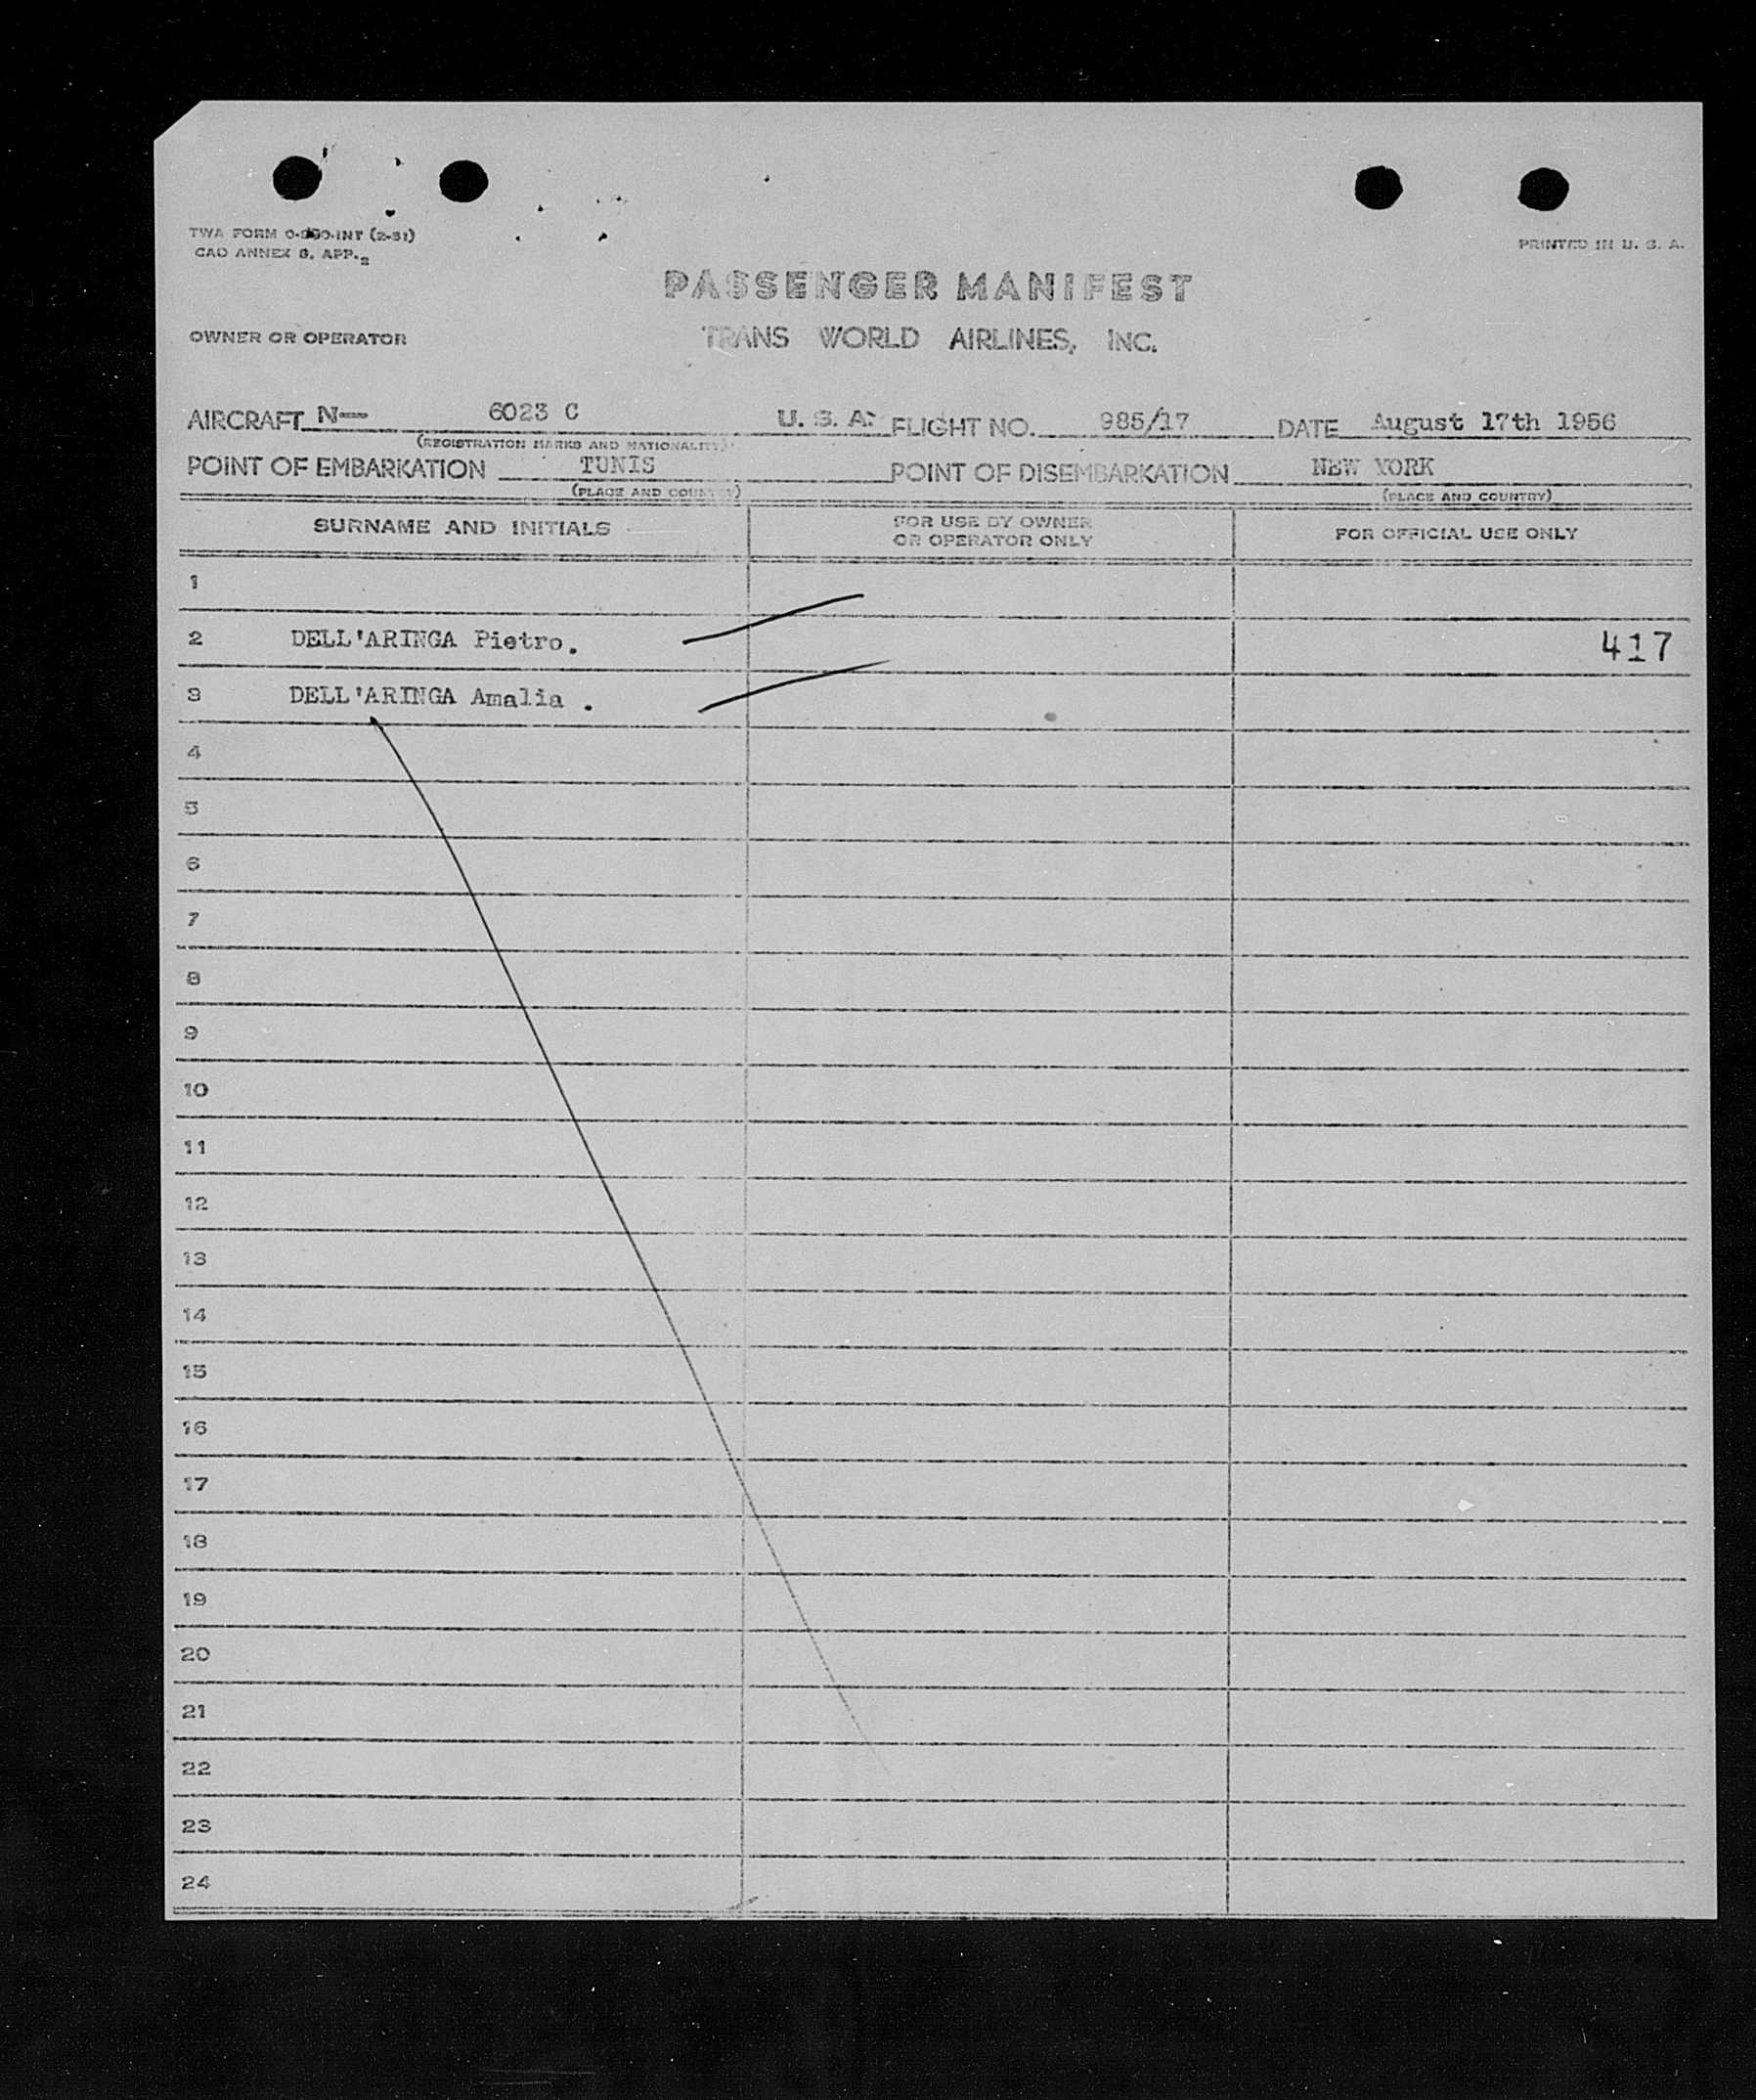 TWA FORM O-290-INT (2-51)
CAO ANNEX 9, APP. 2
PRINTED IN U. S. A.
PASSENGER MANIFEST
OWNER OR OPERATOR TRANS WORLD AIRLINES, INC.
AIRCRAFT N— 6023 C U. S. A. FLIGHT NO. 985/17 DATE August 17th 1956
(REGISTRATION MARKS AND NATIONALITY)
POINT OF EMBARKATION TUNIS POINT OF DISEMBARKATION NEW YORK
(PLACE AND COUNTRY) (PLACE AND COUNTRY)
SURNAME AND INITIALS FOR USE BY OWNER OR OPERATOR ONLY FOR OFFICIAL USE ONLY
1
2 DELL'ARINGA Pietro. 417
3 DELL'ARINGA Amalia .
4
5
6
7
8
9
10
11
12
13
14
15
16
17
18
19
20
21
22
23
24